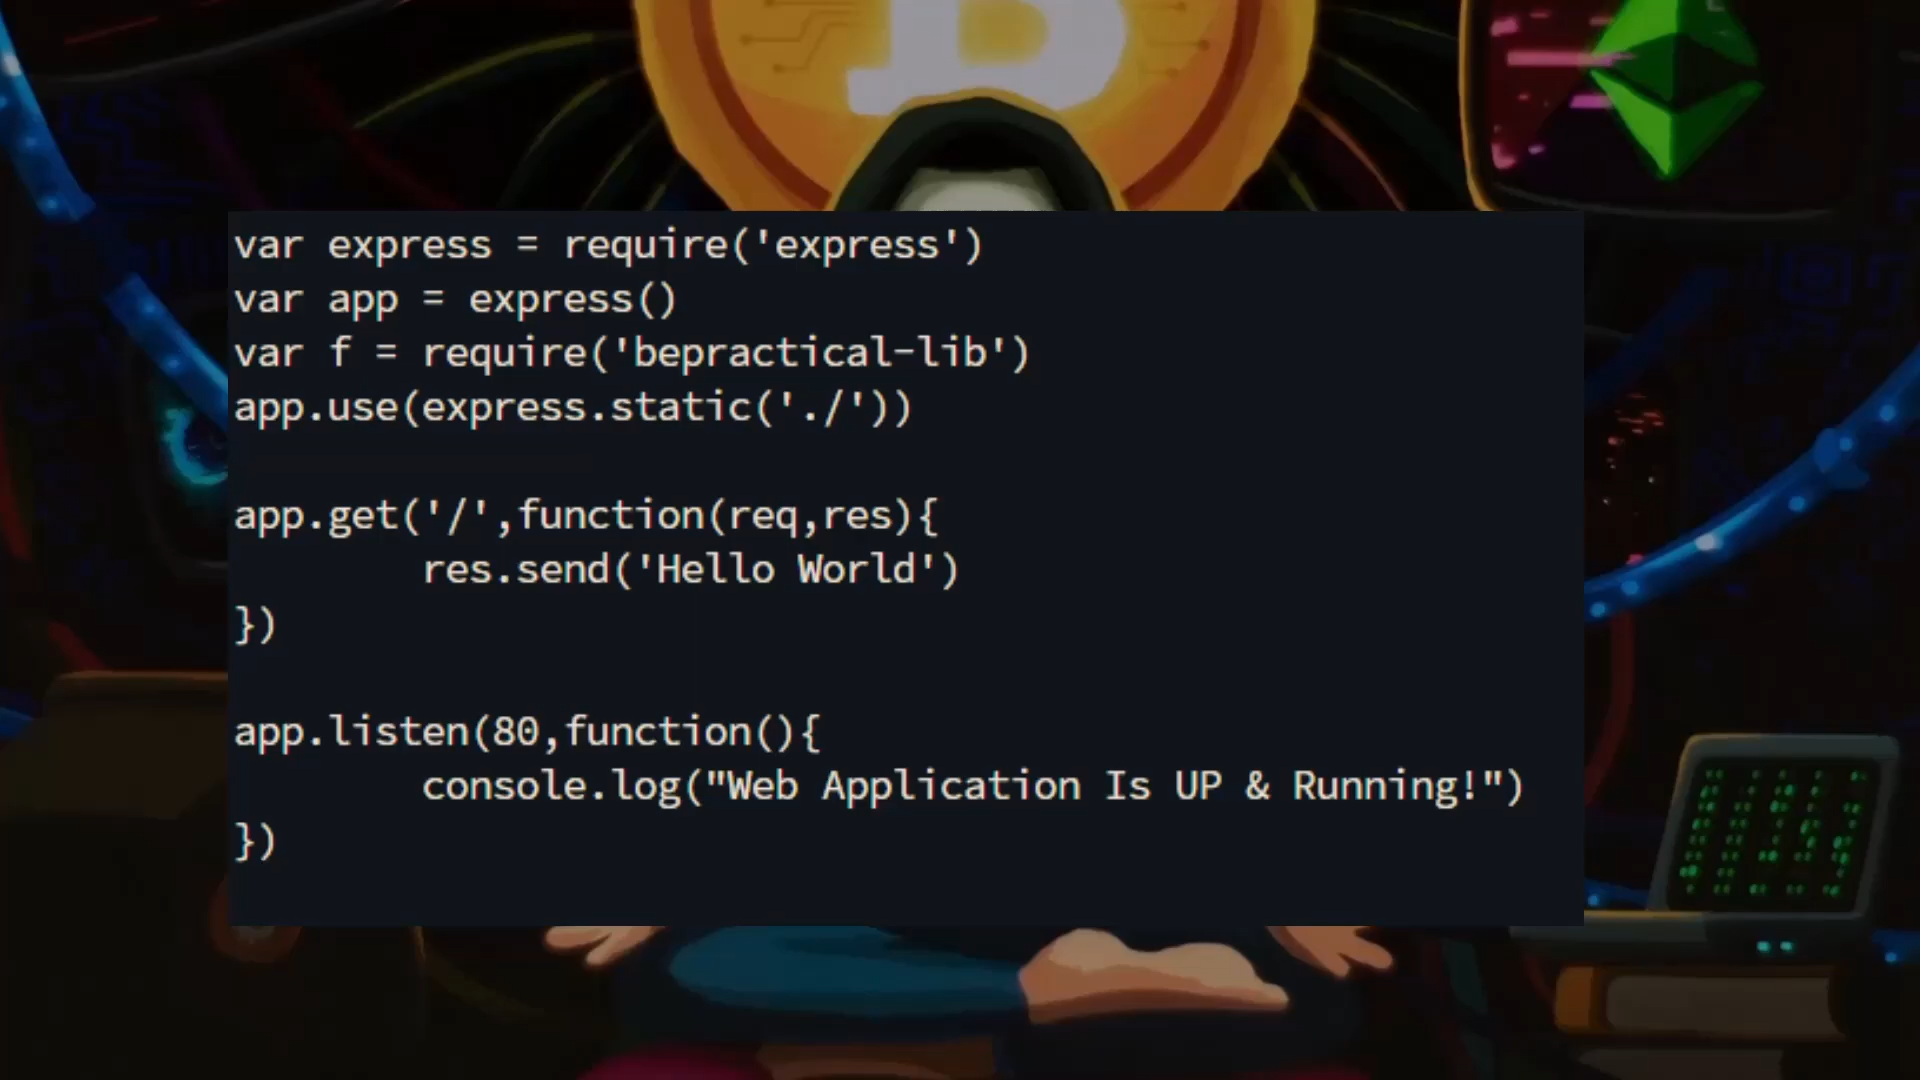 var express = require('express')
var app = express()
var f = require('bepractical-lib')
app.use(express.static('./'))
app.get('/',function(req,res){
        res.send('Hello World')
})
app.listen(80,function(){
        console.log("Web Application Is UP & Running!")
})